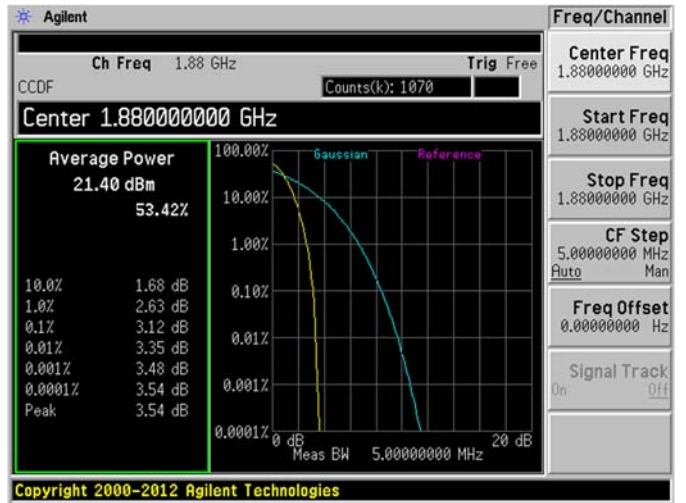 Agilent
Freq/Channel
Ch Freq 1.88 GHz Trig Free
CCDF Counts(k): 1070
Center 1.880000000 GHz
Average Power
21.40 dBm
53.42%
10.0% 1.68 dB
1.0% 2.63 dB
0.1% 3.12 dB
0.01% 3.35 dB
0.001% 3.48 dB
0.0001% 3.54 dB
Peak 3.54 dB
Gaussian Reference
100.00%
10.00%
1.00%
0.10%
0.01%
0.001%
0.0001%
0 dB 20 dB
Meas BW 5.00000000 MHz
Center Freq
1.88000000 GHz
Start Freq
1.88000000 GHz
Stop Freq
1.88000000 GHz
CF Step
5.00000000 MHz
Auto Man
Freq Offset
0.00000000 Hz
Signal Track
On Off
Copyright 2000-2012 Agilent Technologies